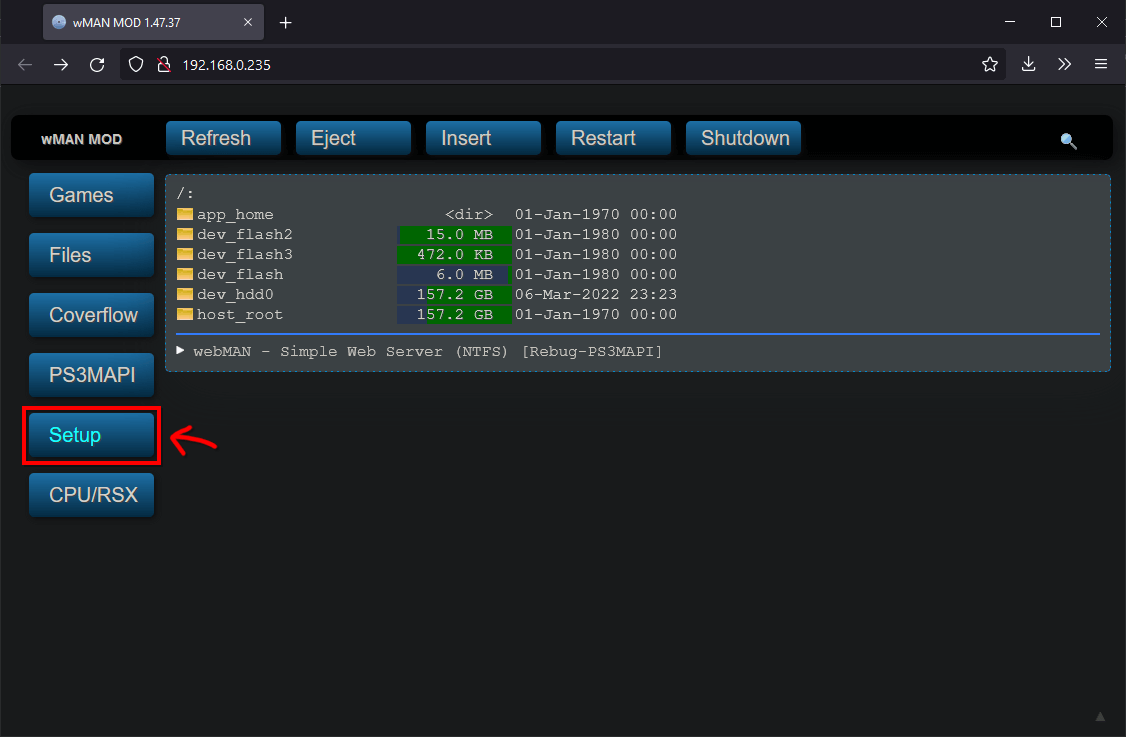 wMAN MOD 1.47.37
192.168.0.235
wMAN MOD Refresh Eject Insert Restart Shutdown
Games
Files
Coverflow
PS3MAPI
Setup
CPU/RSX
/:
app_home <dir> 01-Jan-1970 00:00
dev_flash2 15.0 MB 01-Jan-1980 00:00
dev_flash3 472.0 KB 01-Jan-1980 00:00
dev_flash 6.0 MB 01-Jan-1980 00:00
dev_hdd0 157.2 GB 06-Mar-2022 23:23
host_root 157.2 GB 01-Jan-1970 00:00
webMAN - Simple Web Server (NTFS) [Rebug-PS3MAPI]